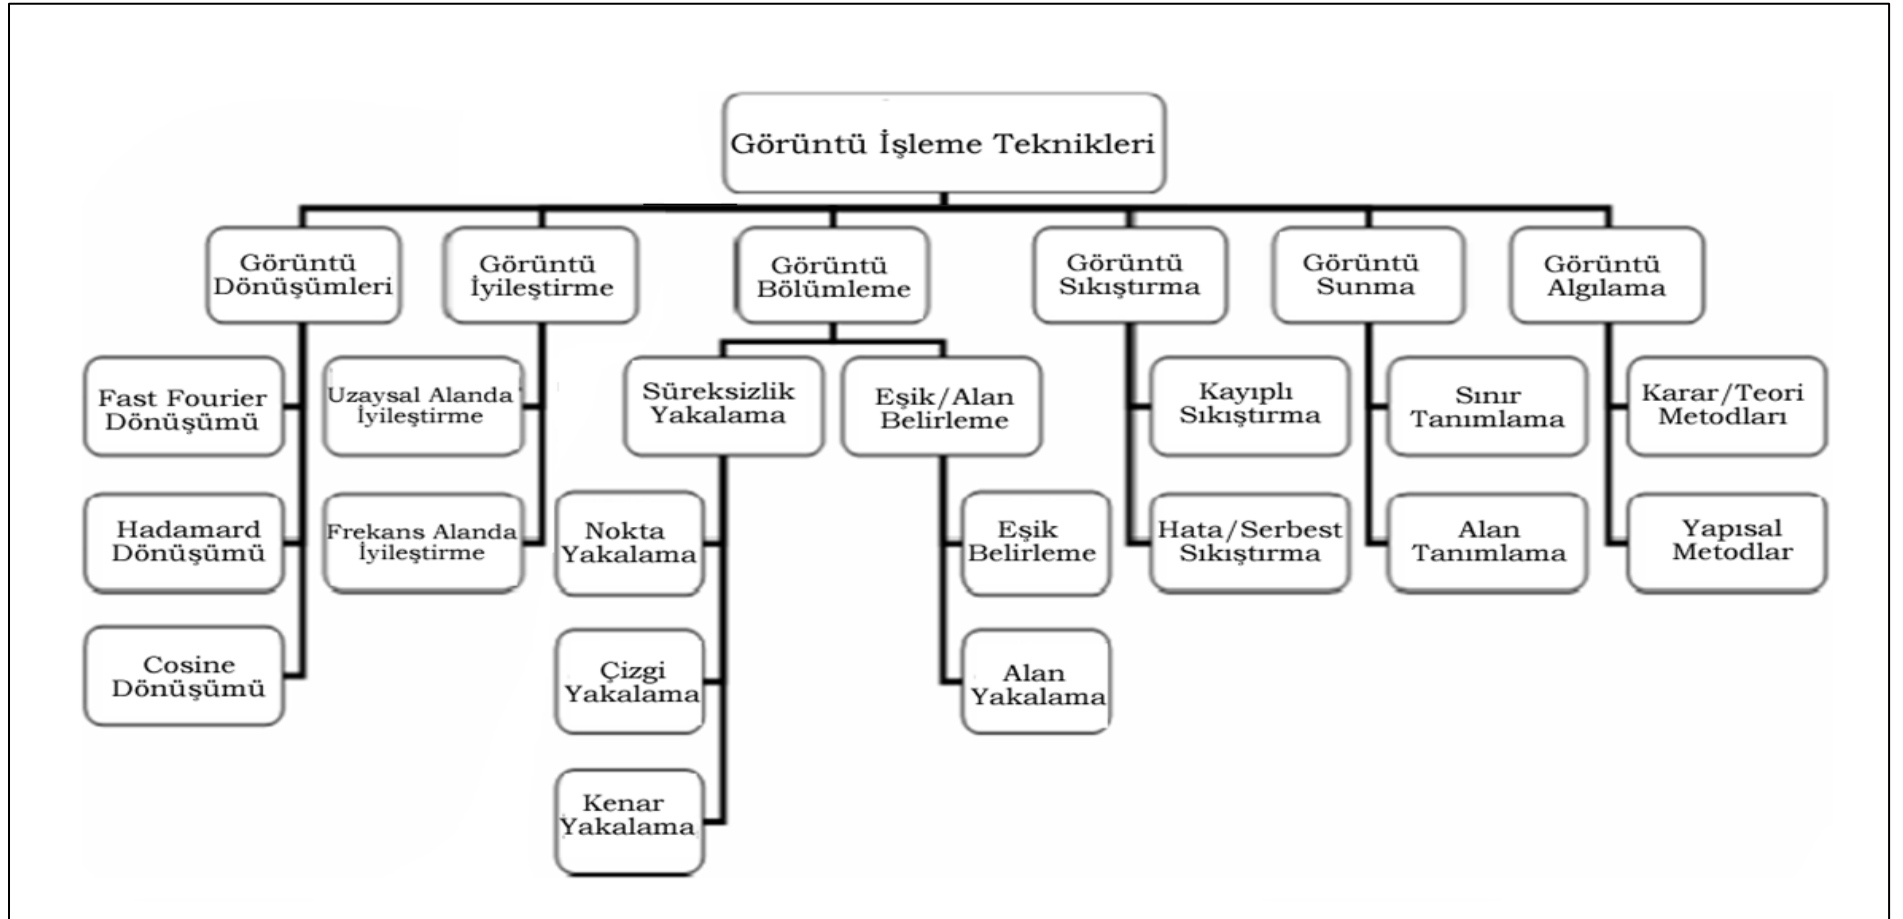 Görüntü İşleme Teknikleri
Görüntü
Dönüşümleri
Görüntü
İyileştirme
Görüntü
Bölümleme
Görüntü
Sıkıştırma
Görüntü
Sunma
Görüntü
Algılama
Fast Fourier
Dönüşümü
Hadamard
Dönüşümü
Cosine
Dönüşümü
Uzaysal Alanda
İyileştirme
Frekans Alanda
İyileştirme
Süreksizlik
Yakalama
Nokta
Yakalama
Çizgi
Yakalama
Kenar
Yakalama
Eşik/Alan
Belirleme
Eşik
Belirleme
Alan
Yakalama
Kayıplı
Sıkıştırma
Hata/Serbest
Sıkıştırma
Sınır
Tanımlama
Alan
Tanımlama
Karar/Teori
Metodları
Yapısal
Metodlar